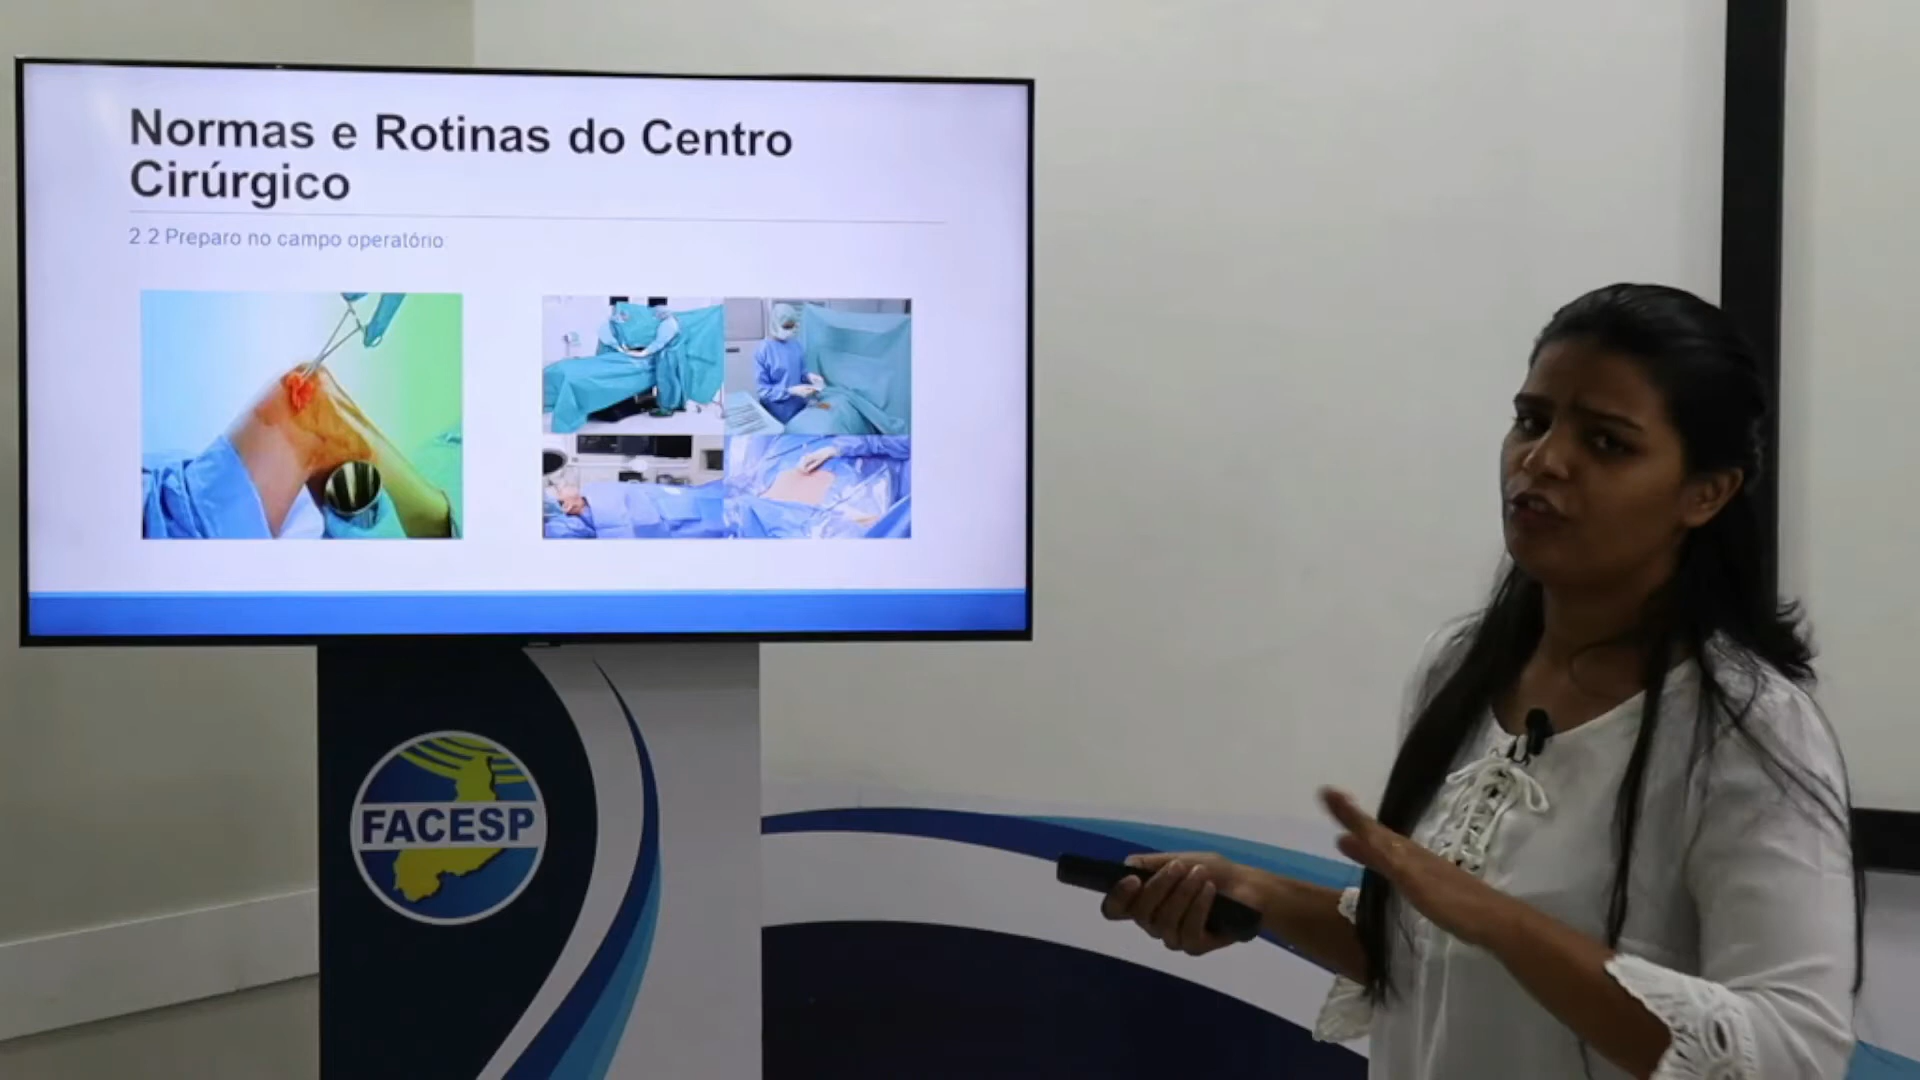 Normas e Rotinas do Centro
Cirúrgico
2.2 Preparo no campo operatório
FACESP